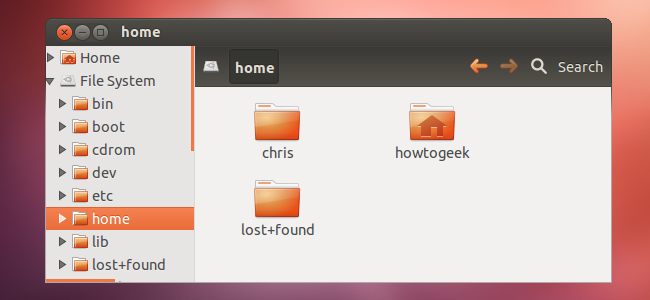 home
Home
File System
bin
boot
cdrom
dev
etc
home
lib
lost+found
home
Search
chris
howtogeek
lost+found